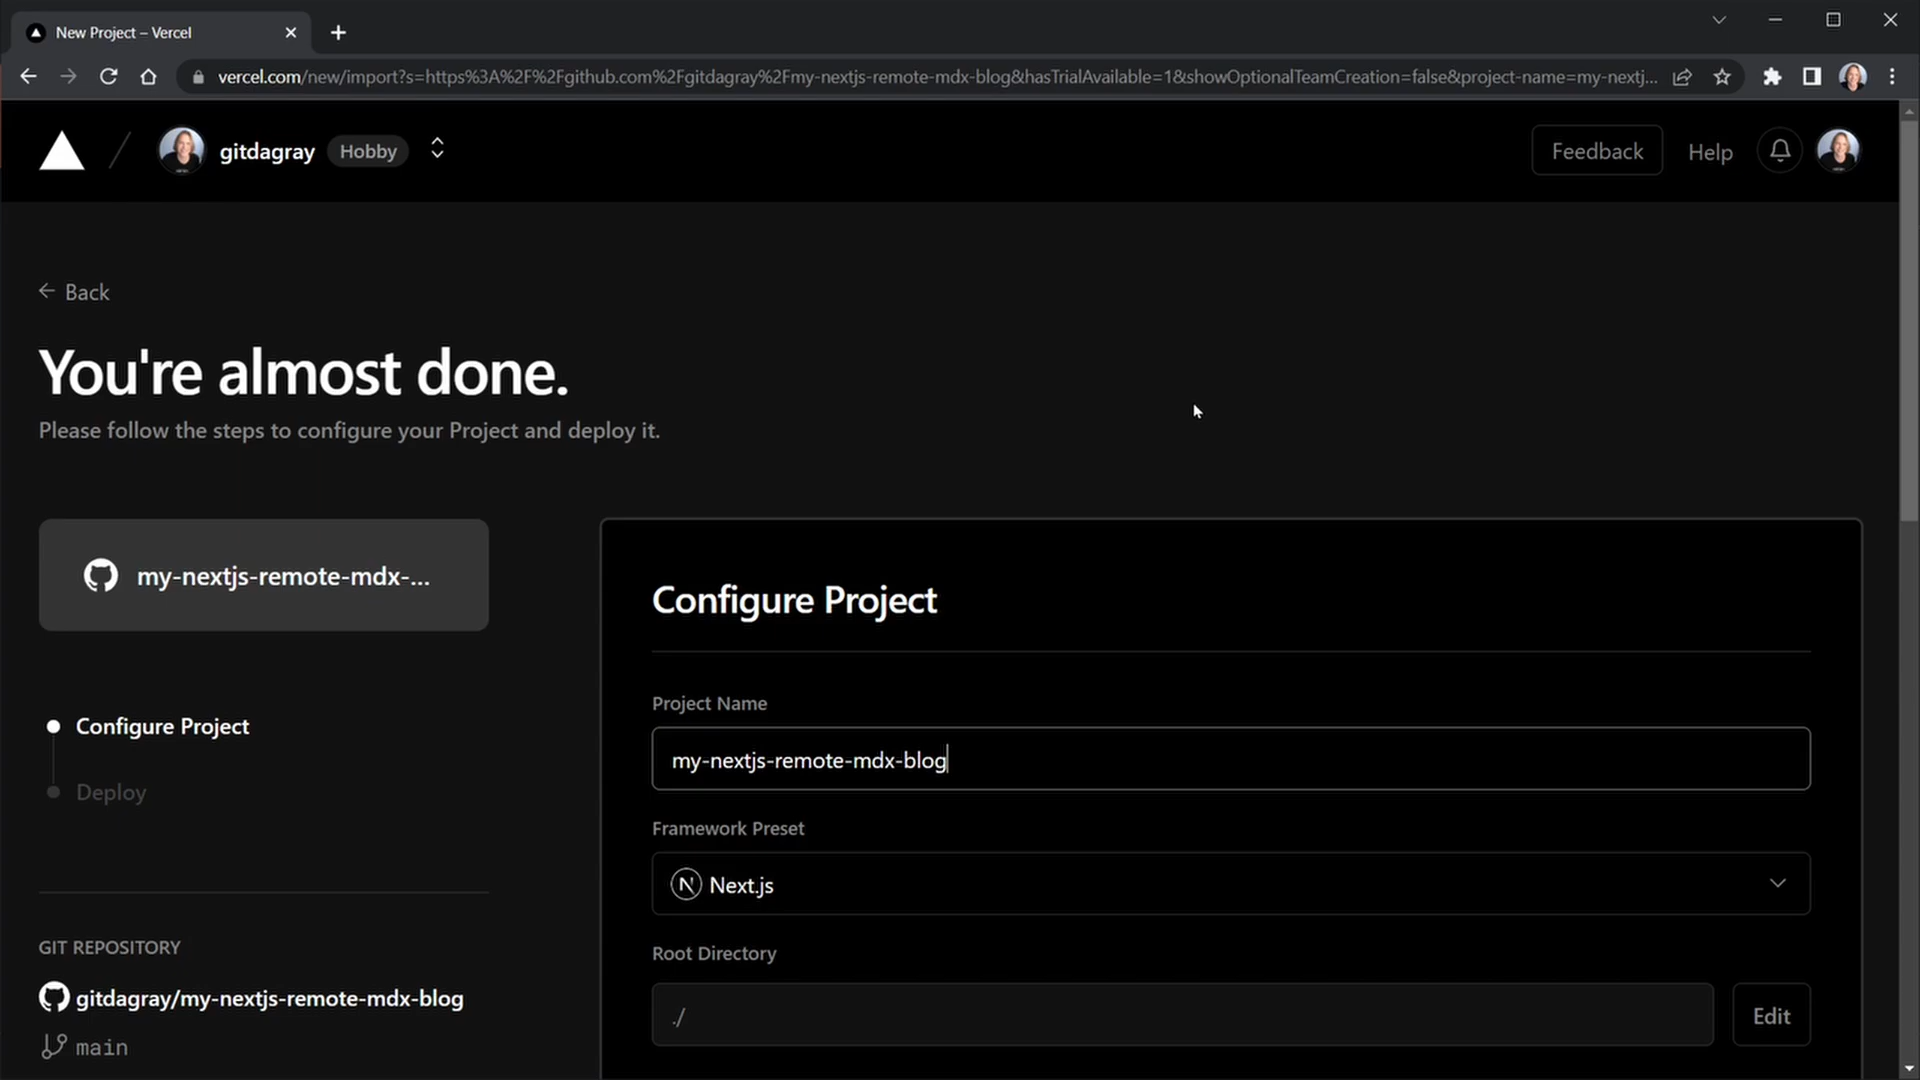 New Project – Vercel
vercel.com/new/import?s=https%3A%2F%2Fgithub.com%2Fgitdagray%2Fmy-nextjs-remote-mdx-blog&hasTrialAvailable=1&showOptionalTeamCreation=false&project-name=my-nextj...
gitdagray
Hobby
Feedback
Help
Back
You're almost done.
Please follow the steps to configure your Project and deploy it.
my-nextjs-remote-mdx-...
Configure Project
Deploy
GIT REPOSITORY
gitdagray/my-nextjs-remote-mdx-blog
main
Configure Project
Project Name
my-nextjs-remote-mdx-blog
Framework Preset
Next.js
Root Directory
./
Edit